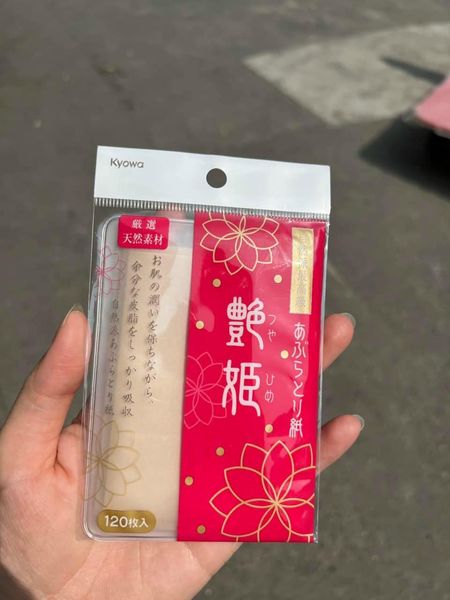 Kyowa
厳選
天然素材
お肌の潤いを保ちながら、
余分な皮脂をしっかり吸収
自然派あぶらとり紙
あぶらとり紙
艶姫
つや ひめ
120枚入